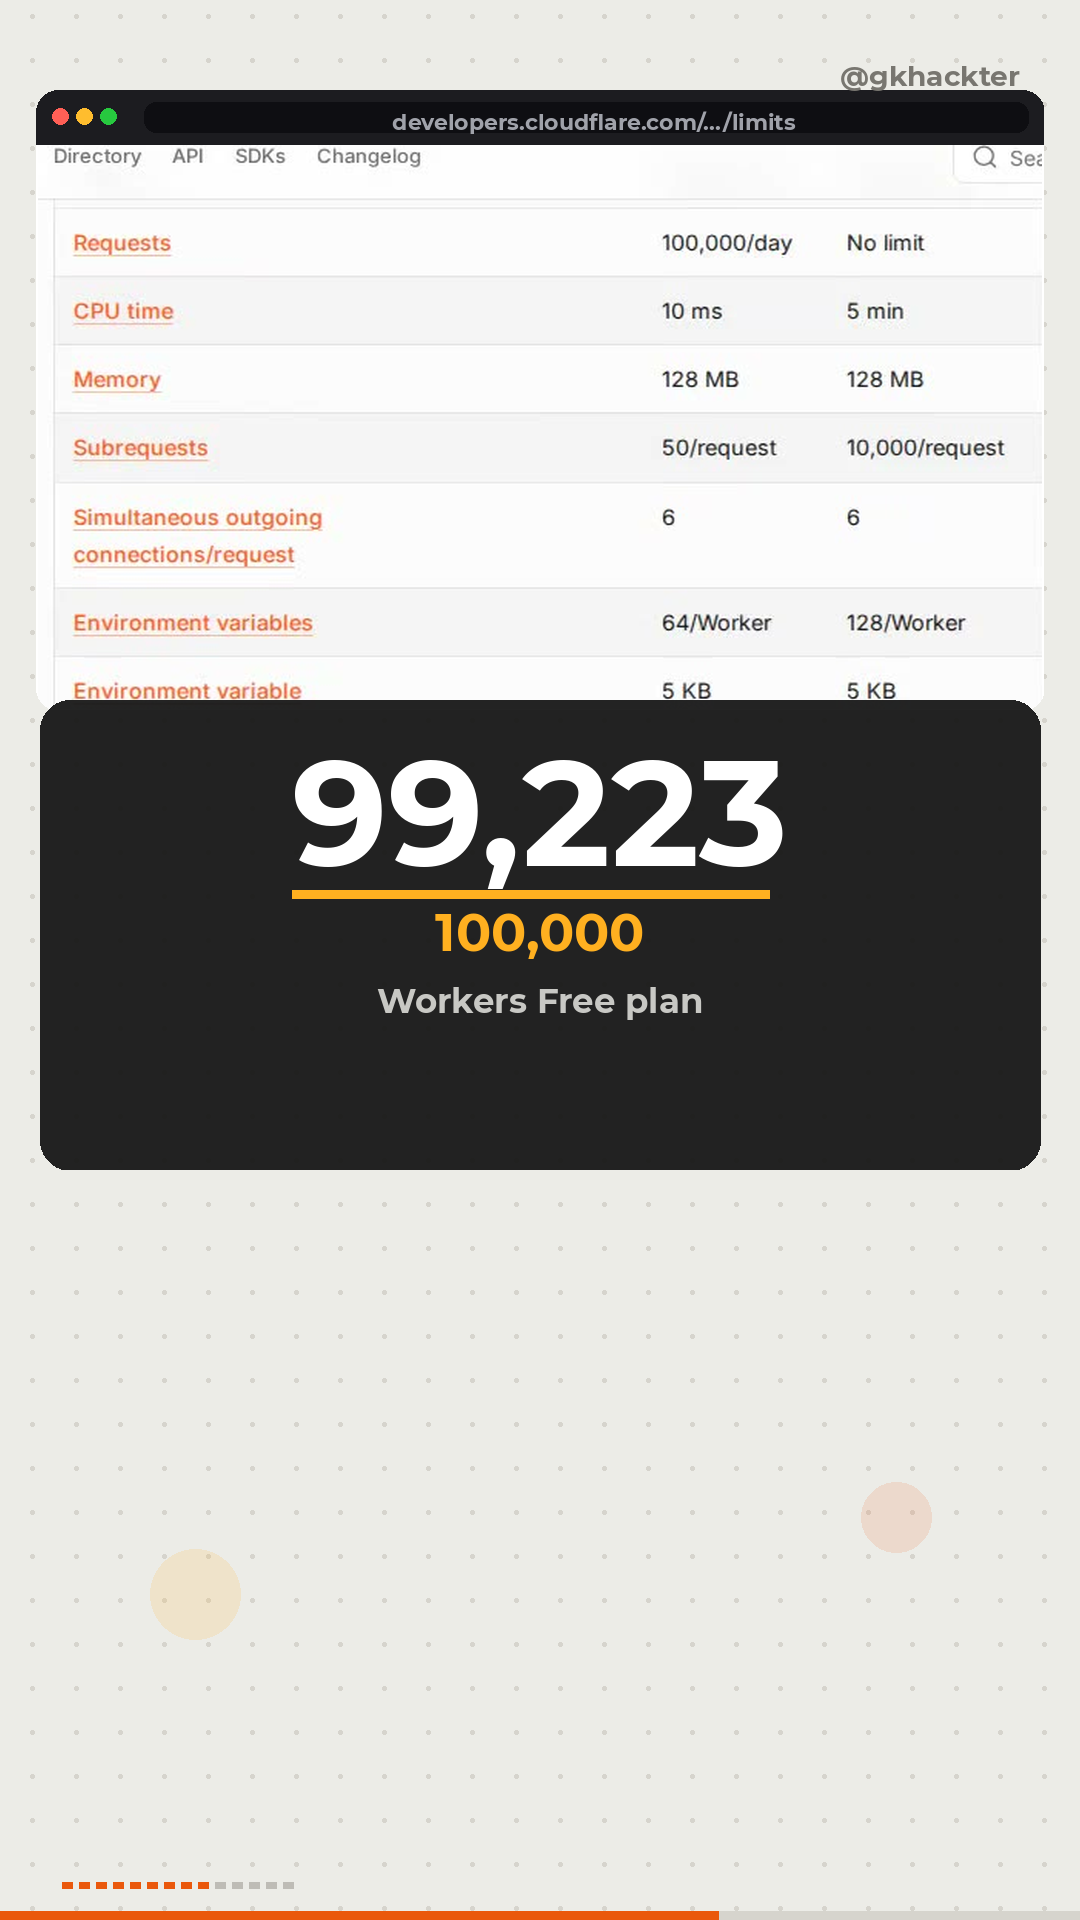 @gkhackter
developers.cloudflare.com/.../limits
Directory API SDKs Changelog
Requests 100,000/day No limit
CPU time 10 ms 5 min
Memory 128 MB 128 MB
Subrequests 50/request 10,000/request
Simultaneous outgoing 6 6
connections/request
Environment variables 64/Worker 128/Worker
Environment variable 5 KB 5 KB
99,223
100,000
Workers Free plan